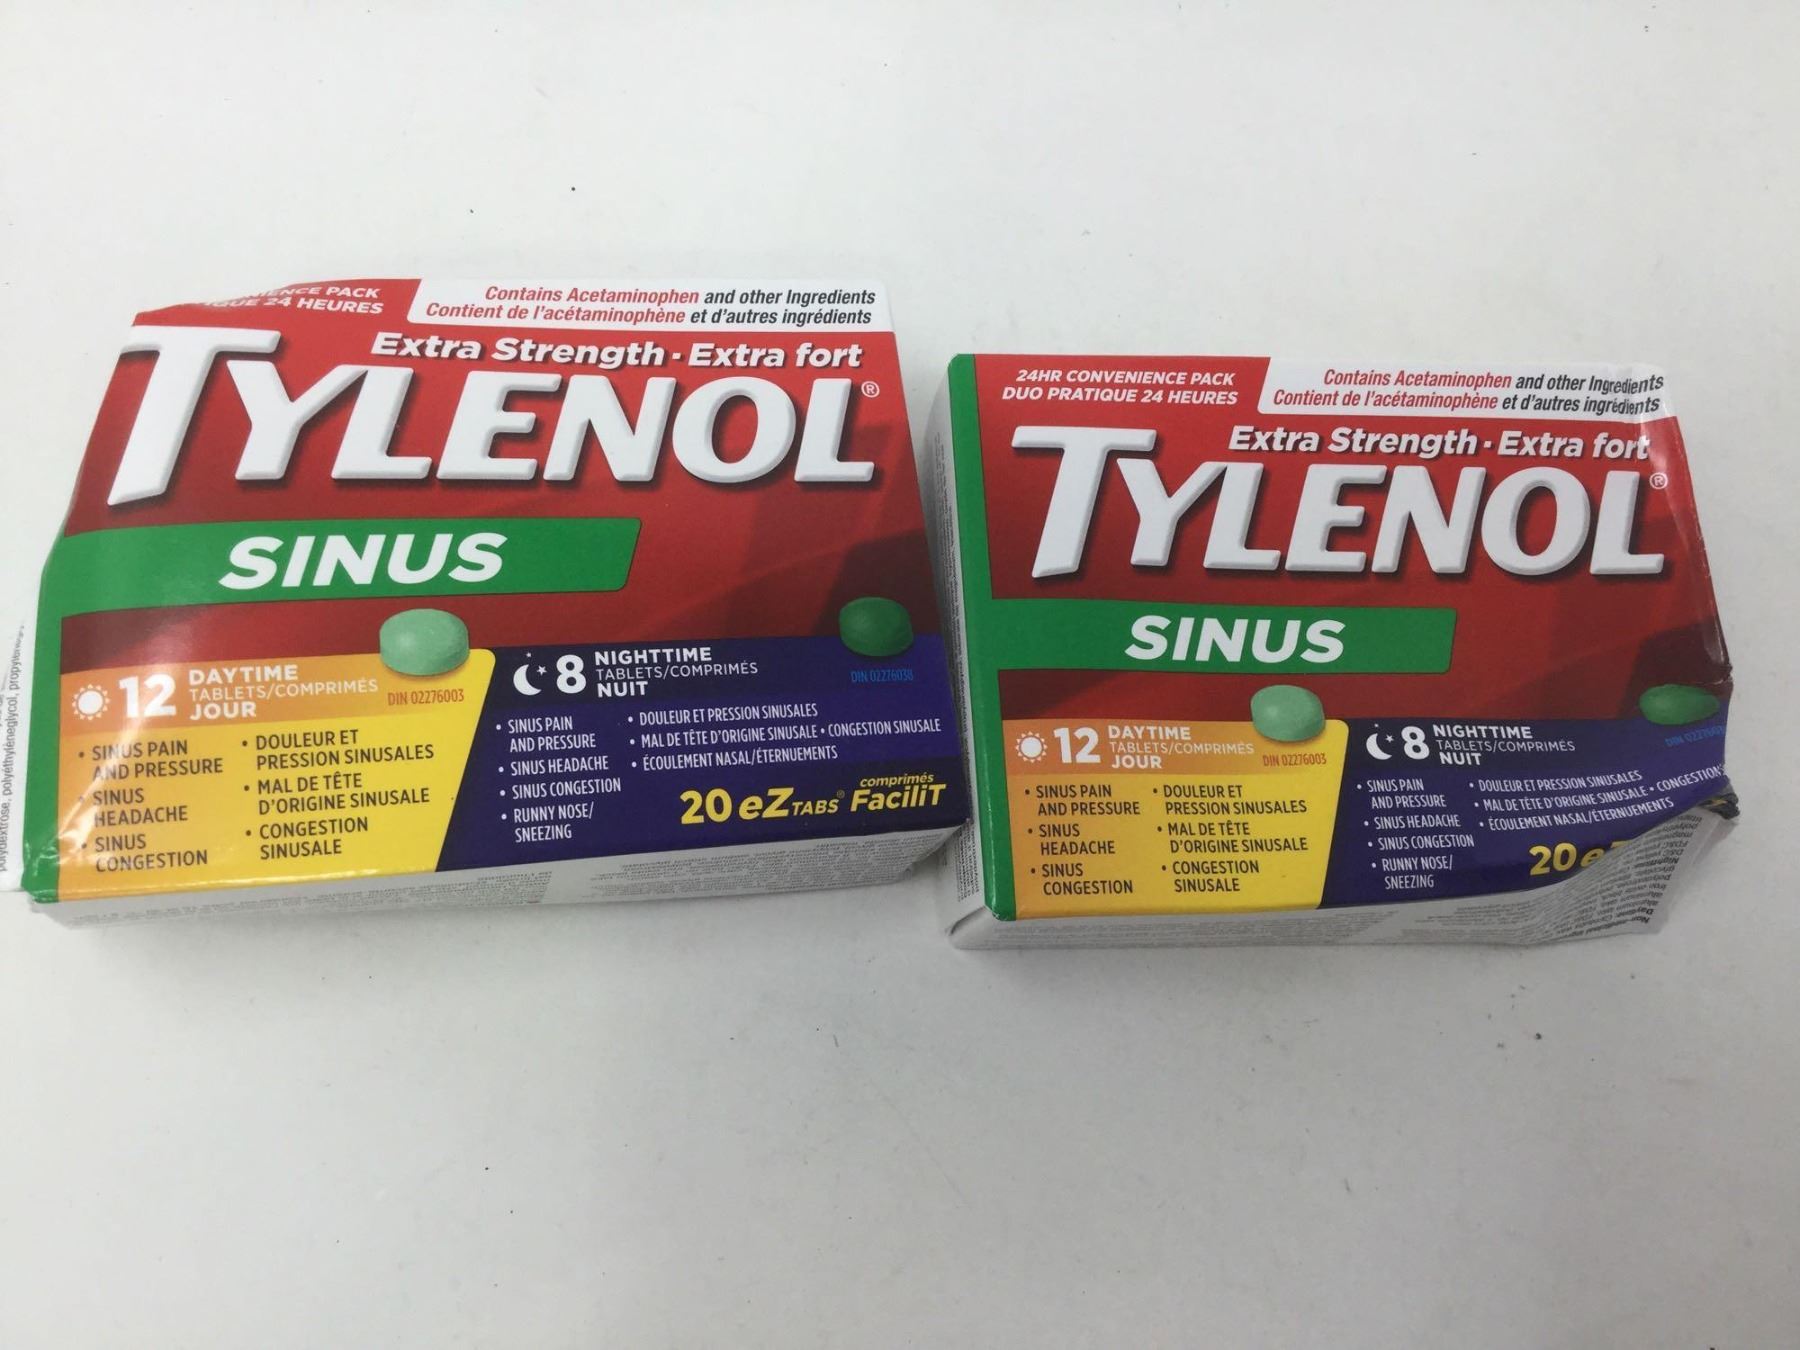 ENCE PACK
24 HEURES
Contains Acetaminophen and other Ingredients
Contient de l'acétaminophène et d'autres ingrédients
Extra Strength · Extra fort
TYLENOL®
SINUS
12 DAYTIME
TABLETS/COMPRIMÉS
JOUR
DIN 02276003
• SINUS PAIN
AND PRESSURE
• SINUS
HEADACHE
• SINUS
CONGESTION
• DOULEUR ET
PRESSION SINUSALES
• MAL DE TÊTE
D'ORIGINE SINUSALE
• CONGESTION
SINUSALE
8 NIGHTTIME
TABLETS/COMPRIMÉS
NUIT
DIN 02276038
• SINUS PAIN
AND PRESSURE
• SINUS HEADACHE
• SINUS CONGESTION
• RUNNY NOSE/
SNEEZING
• DOULEUR ET PRESSION SINUSALES
• MAL DE TÊTE D'ORIGINE SINUSALE • CONGESTION SINUSALE
• ÉCOULEMENT NASAL/ÉTERNUEMENTS
20 eZ TABS® comprimés FaciliT
polydextrose, polyéthylèneglycol,
24HR CONVENIENCE PACK
DUO PRATIQUE 24 HEURES
Contains Acetaminophen and other Ingredients
Contient de l'acétaminophène et d'autres ingrédients
Extra Strength · Extra fort
TYLENOL®
SINUS
12 DAYTIME
TABLETS/COMPRIMÉS
JOUR
DIN 02276003
• SINUS PAIN
AND PRESSURE
• SINUS
HEADACHE
• SINUS
CONGESTION
• DOULEUR ET
PRESSION SINUSALES
• MAL DE TÊTE
D'ORIGINE SINUSALE
• CONGESTION
SINUSALE
8 NIGHTTIME
TABLETS/COMPRIMÉS
NUIT
• SINUS PAIN
AND PRESSURE
• SINUS HEADACHE
• SINUS CONGESTION
• RUNNY NOSE/
SNEEZING
• DOULEUR ET PRESSION SINUSALES
• MAL DE TÊTE D'ORIGINE SINUSALE • CONGESTION
• ÉCOULEMENT NASAL/ÉTERNUEMENTS
20 e